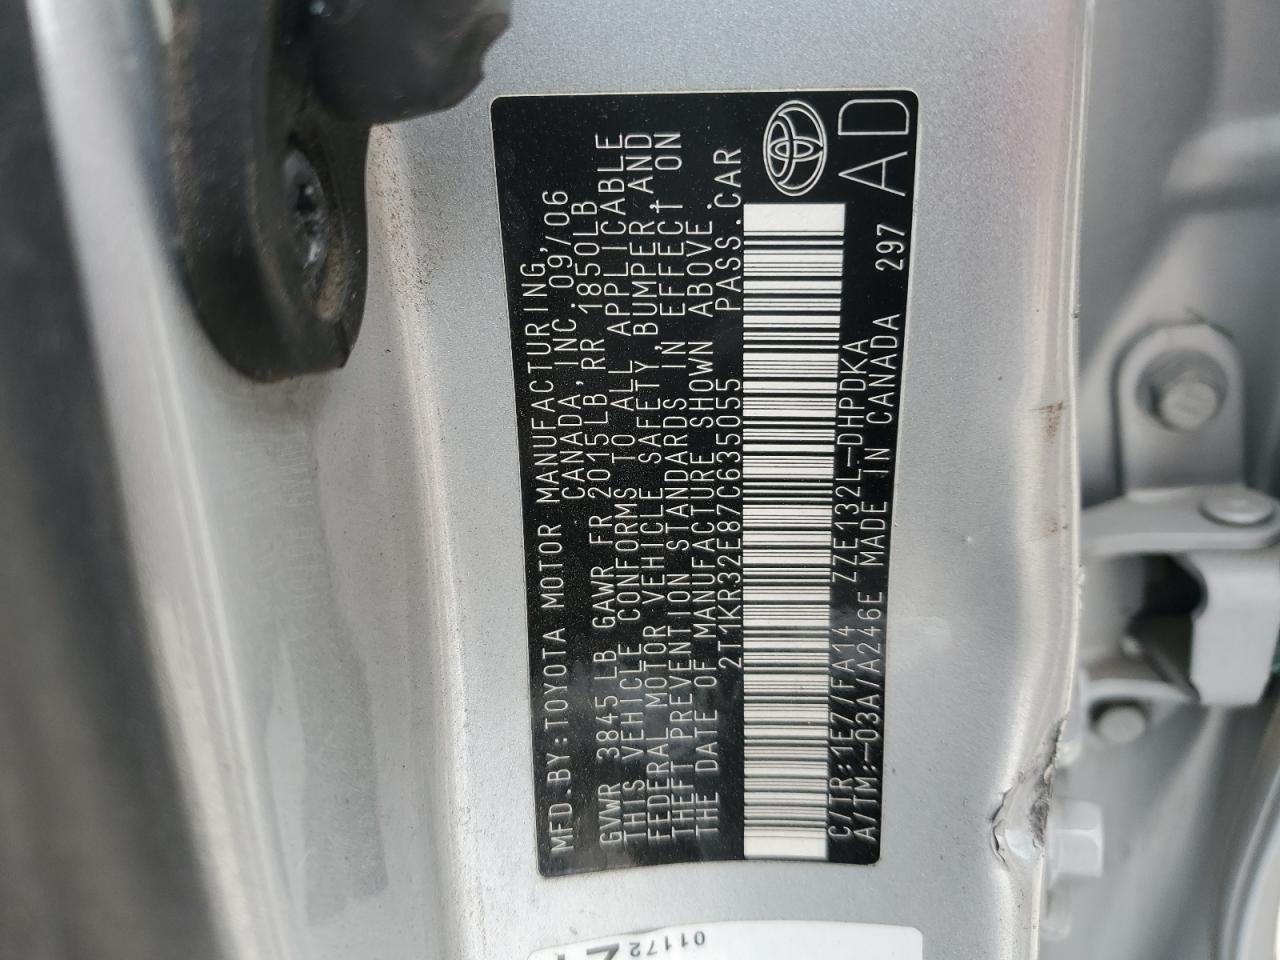 MFD.BY:TOYOTA MOTOR MANUFACTURING,
CANADA,INC.09/06
GVWR 3845 LB GAWR FR 2015LB,RR 1850LB
THIS VEHICLE CONFORMS TO ALL APPLICABLE
FEDERAL MOTOR VEHICLE SAFETY,BUMPER,AND
THEFT PREVENTION STANDARDS IN EFFECT ON
THE DATE OF MANUFACTURE SHOWN ABOVE.
2T1KR32E87C635055 PASS.CAR
C/TR:1E7/FA14 ZZE132L-DHPDKA
A/TM:-03A/A246E MADE IN CANADA 297
AD
01172